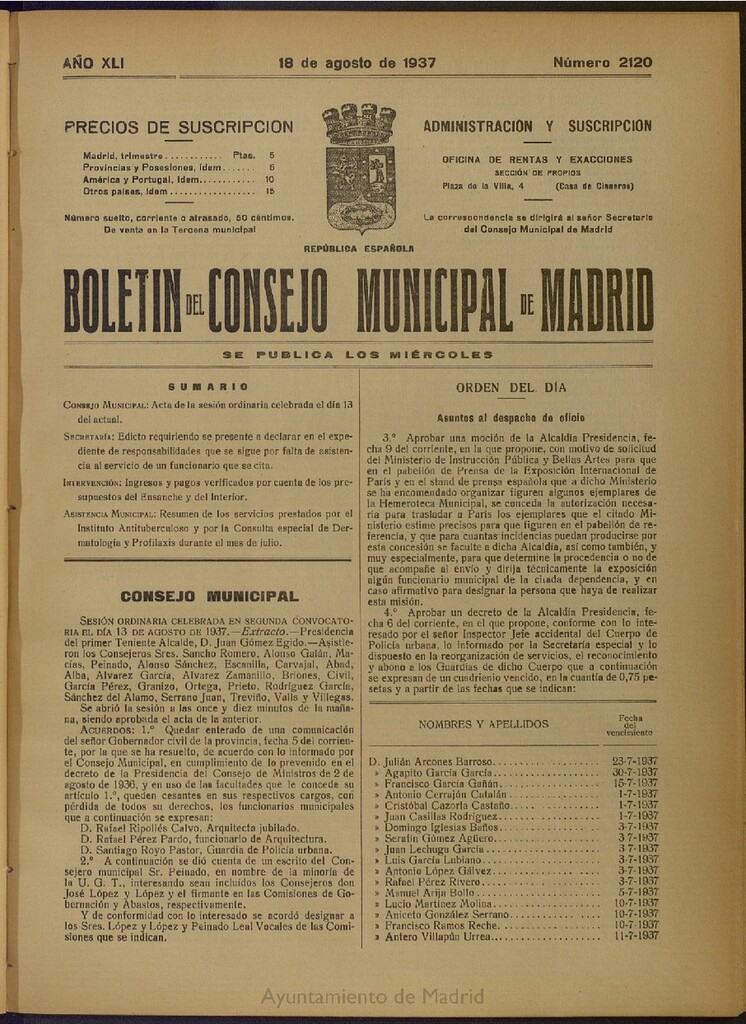 AÑO XLI 18 de agosto de 1937 Número 2120
PRECIOS DE SUSCRIPCION
Madrid, trimestre............ Ptas. 5
Provincias y Posesiones, ídem....... 6
América y Portugal, ídem............ 10
Otros países, ídem................. 15
Número suelto, corriente o atrasado, 50 céntimos.
De venta en la Tercena municipal
REPÚBLICA ESPAÑOLA
ADMINISTRACION Y SUSCRIPCION
OFICINA DE RENTAS Y EXACCIONES
SECCIÓN DE PROPIOS
Plaza de la Villa, 4 (Casa de Cisneros)
La correspondencia se dirigirá al señor Secretario
del Consejo Municipal de Madrid
BOLETIN DEL CONSEJO MUNICIPAL DE MADRID
SE PUBLICA LOS MIÉRCOLES
SUMARIO
CONSEJO MUNICIPAL: Acta de la sesión ordinaria celebrada el día 13
del actual.
SECRETARÍA: Edicto requiriendo se presente a declarar en el expe-
diente de responsabilidades que se sigue por falta de asisten-
cia al servicio de un funcionario que se cita.
INTERVENCIÓN: Ingresos y pagos verificados por cuenta de los pre-
supuestos del Ensanche y del Interior.
ASISTENCIA MUNICIPAL: Resumen de los servicios prestados por el
Instituto Antituberculoso y por la Consulta especial de Der-
matología y Profilaxis durante el mes de julio.
CONSEJO MUNICIPAL
SESIÓN ORDINARIA CELEBRADA EN SEGUNDA CONVOCATO-
RIA EL DÍA 13 DE AGOSTO DE 1937.—Extracto.—Presidencia
del primer Teniente Alcalde, D. Juan Gómez Egido.—Asistie-
ron los Consejeros Sres. Sancho Romero, Alonso Galán, Ma-
cías, Peinado, Alonso Sánchez, Escanilla, Carvajal, Abad,
Alba, Alvarez García, Alvarez Zamanillo, Briones, Civil,
García Pérez, Granizo, Ortega, Prieto, Rodríguez García,
Sánchez del Alamo, Serrano Juan, Treviño, Valls y Villegas.
Se abrió la sesión a las once y diez minutos de la maña-
na, siendo aprobada el acta de la anterior.
ACUERDOS: 1.º Quedar enterado de una comunicación
del señor Gobernador civil de la provincia, fecha 5 del corrien-
te, por la que se ha resuelto, de acuerdo con lo informado por
el Consejo Municipal, en cumplimiento de lo prevenido en el
decreto de la Presidencia del Consejo de Ministros de 2 de
agosto de 1936, y en uso de las facultades que le concede su
artículo 1.º, queden cesantes en sus respectivos cargos, con
pérdida de todos su derechos, los funcionarios municipales
que a continuación se expresan:
D. Rafael Ripollés Calvo, Arquitecto jubilado.
D. Rafael Pérez Pardo, funcionario de Arquitectura.
D. Santiago Royo Pastor, Guardia de Policía urbana.
2.º A continuación se dió cuenta de un escrito del Con-
sejero municipal Sr. Peinado, en nombre de la minoría de
la U. G. T., interesando sean incluídos los Consejeros don
José López y López y el firmante en las Comisiones de Go-
bernación y Abastos, respectivamente.
Y de conformidad con lo interesado se acordó designar a
los Sres. López y López y Peinado Leal Vocales de las Comi-
siones que se indican.
ORDEN DEL DÍA
Asuntos al despacho de oficio
3.º Aprobar una moción de la Alcaldía Presidencia, fe-
cha 9 del corriente, en la que propone, con motivo de solicitud
del Ministerio de Instrucción Pública y Bellas Artes para que
en el pabellón de Prensa de la Exposición Internacional de
París y en el stand de prensa española que a dicho Ministerio
se ha encomendado organizar figuren algunos ejemplares de
la Hemeroteca Municipal, se conceda la autorización necesa-
ria para trasladar a París los ejemplares que el citado Mi-
nisterio estime precisos para que figuren en el pabellón de re-
ferencia, y que para cuantas incidencias puedan producirse por
esta concesión se faculte a dicha Alcaldía, así como también, y
muy especialmente, para que determine la procedencia o no de
que acompañe al envío y dirija técnicamente la exposición
algún funcionario municipal de la citada dependencia, y en
caso afirmativo para designar la persona que haya de realizar
esta misión.
4.º Aprobar un decreto de la Alcaldía Presidencia, fe-
cha 6 del corriente, en el que propone, conforme con lo inte-
resado por el señor Inspector Jefe accidental del Cuerpo de
Policía urbana, lo informado por la Secretaría especial y lo
dispuesto en la reorganización de servicios, el reconocimiento
y abono a los Guardias de dicho Cuerpo que a continuación
se expresan de un cuadrienio vencido, en la cuantía de 0,75 pe-
setas y a partir de las fechas que se indican:
NOMBRES Y APELLIDOS Fecha del vencimiento
D. Julián Arcones Barroso.................. 23-7-1937
» Agapito García García.................. 30-7-1937
» Francisco García Gañán................. 15-7-1937
» Antonio Cerrajón Catalán............... 1-7-1937
» Cristóbal Cazorla Castaño.............. 1-7-1937
» Juan Casillas Rodríguez................ 1-7-1937
» Domingo Iglesias Baños................. 3-7-1937
» Serafín Gómez Agüero................... 3-7-1937
» Juan Lechuga García.................... 3-7-1937
» Luis García Lubiano.................... 3-7-1937
» Antonio López Gálvez................... 3-7-1937
» Rafael Pérez Rivero.................... 3-7-1937
» Manuel Arija Bollo..................... 5-7-1937
» Lucio Martínez Molina.................. 10-7-1937
» Aniceto González Serrano............... 10-7-1937
» Francisco Ramos Reche.................. 10-7-1937
» Antero Villapún Urrea.................. 11-7-1937
Ayuntamiento de Madrid